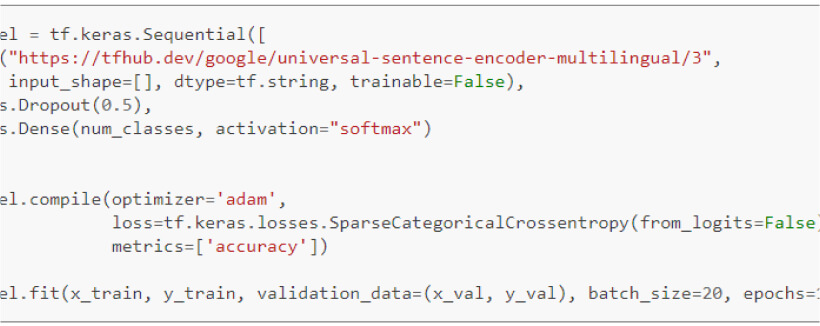 el = tf.keras.Sequential([
("https://tfhub.dev/google/universal-sentence-encoder-multilingual/3",
input_shape=[], dtype=tf.string, trainable=False),
s.Dropout(0.5),
s.Dense(num_classes, activation="softmax")
el.compile(optimizer='adam',
loss=tf.keras.losses.SparseCategoricalCrossentropy(from_logits=False)
metrics=['accuracy'])
el.fit(x_train, y_train, validation_data=(x_val, y_val), batch_size=20, epochs=